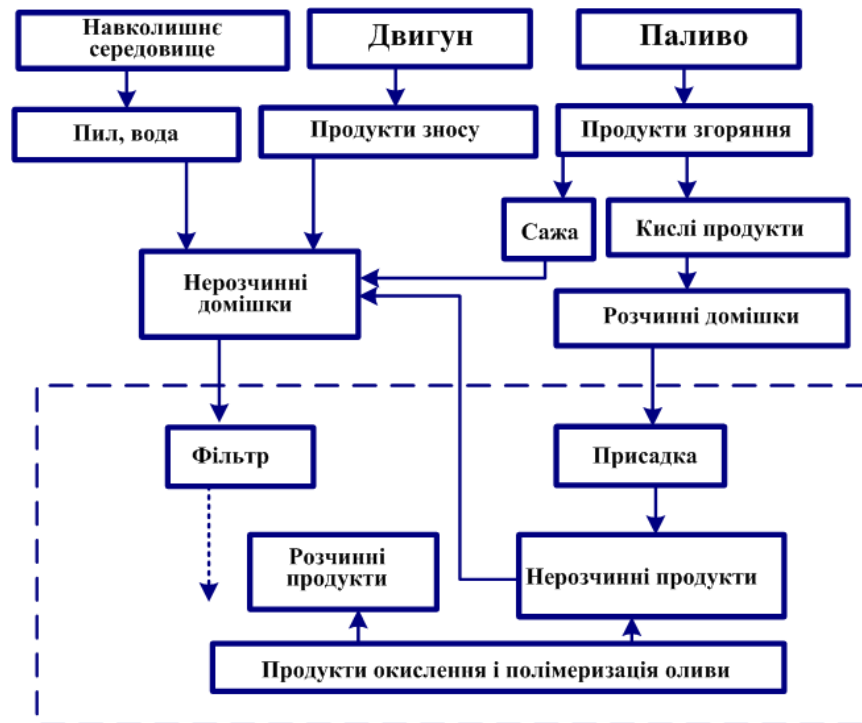 Навколишнє
середовище
Двигун
Паливо
Пил, вода
Продукти зносу
Продукти згоряння
Сажа
Кислі продукти
Нерозчинні
домішки
Розчинні домішки
Фільтр
Присадка
Розчинні
продукти
Нерозчинні продукти
Продукти окислення і полімеризація оливи